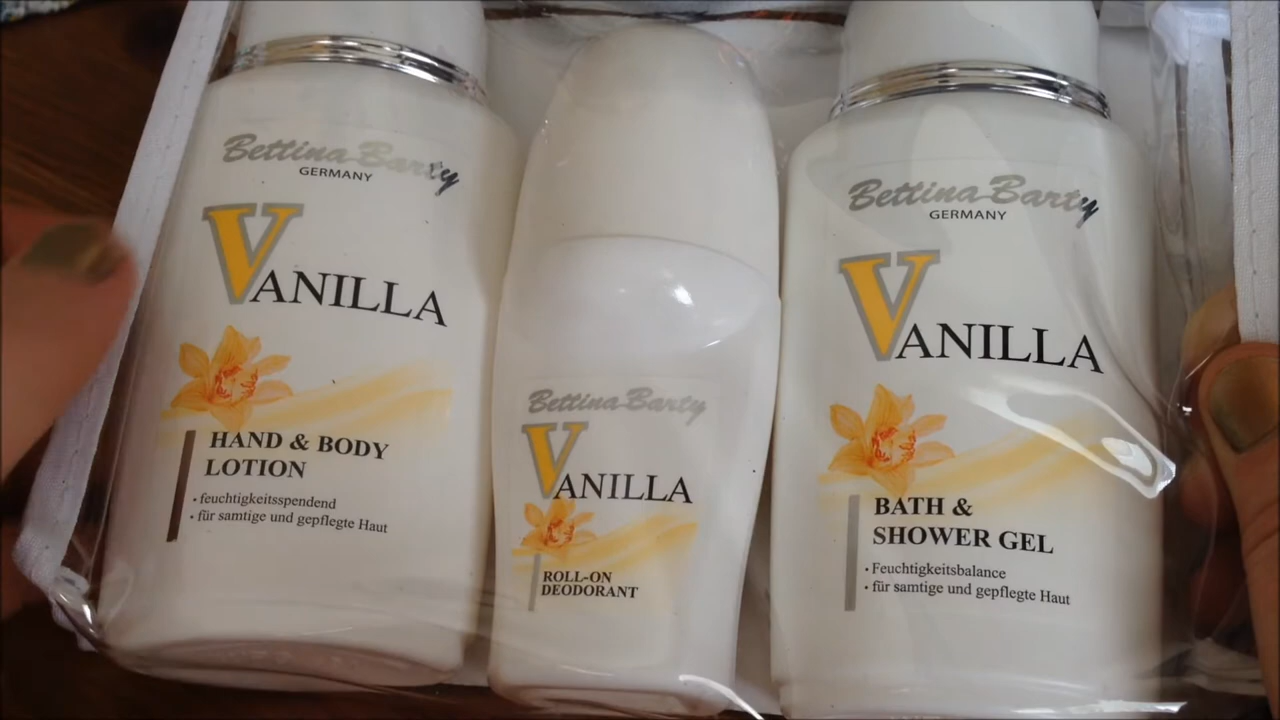 Bettina Barty
GERMANY
VANILLA
HAND & BODY
LOTION
• feuchtigkeitsspendend
• für samtige und gepflegte Haut
Bettina Barty
VANILLA
ROLL-ON
DEODORANT
Bettina Barty
GERMANY
VANILLA
BATH &
SHOWER GEL
• Feuchtigkeitsbalance
• für samtige und gepflegte Haut